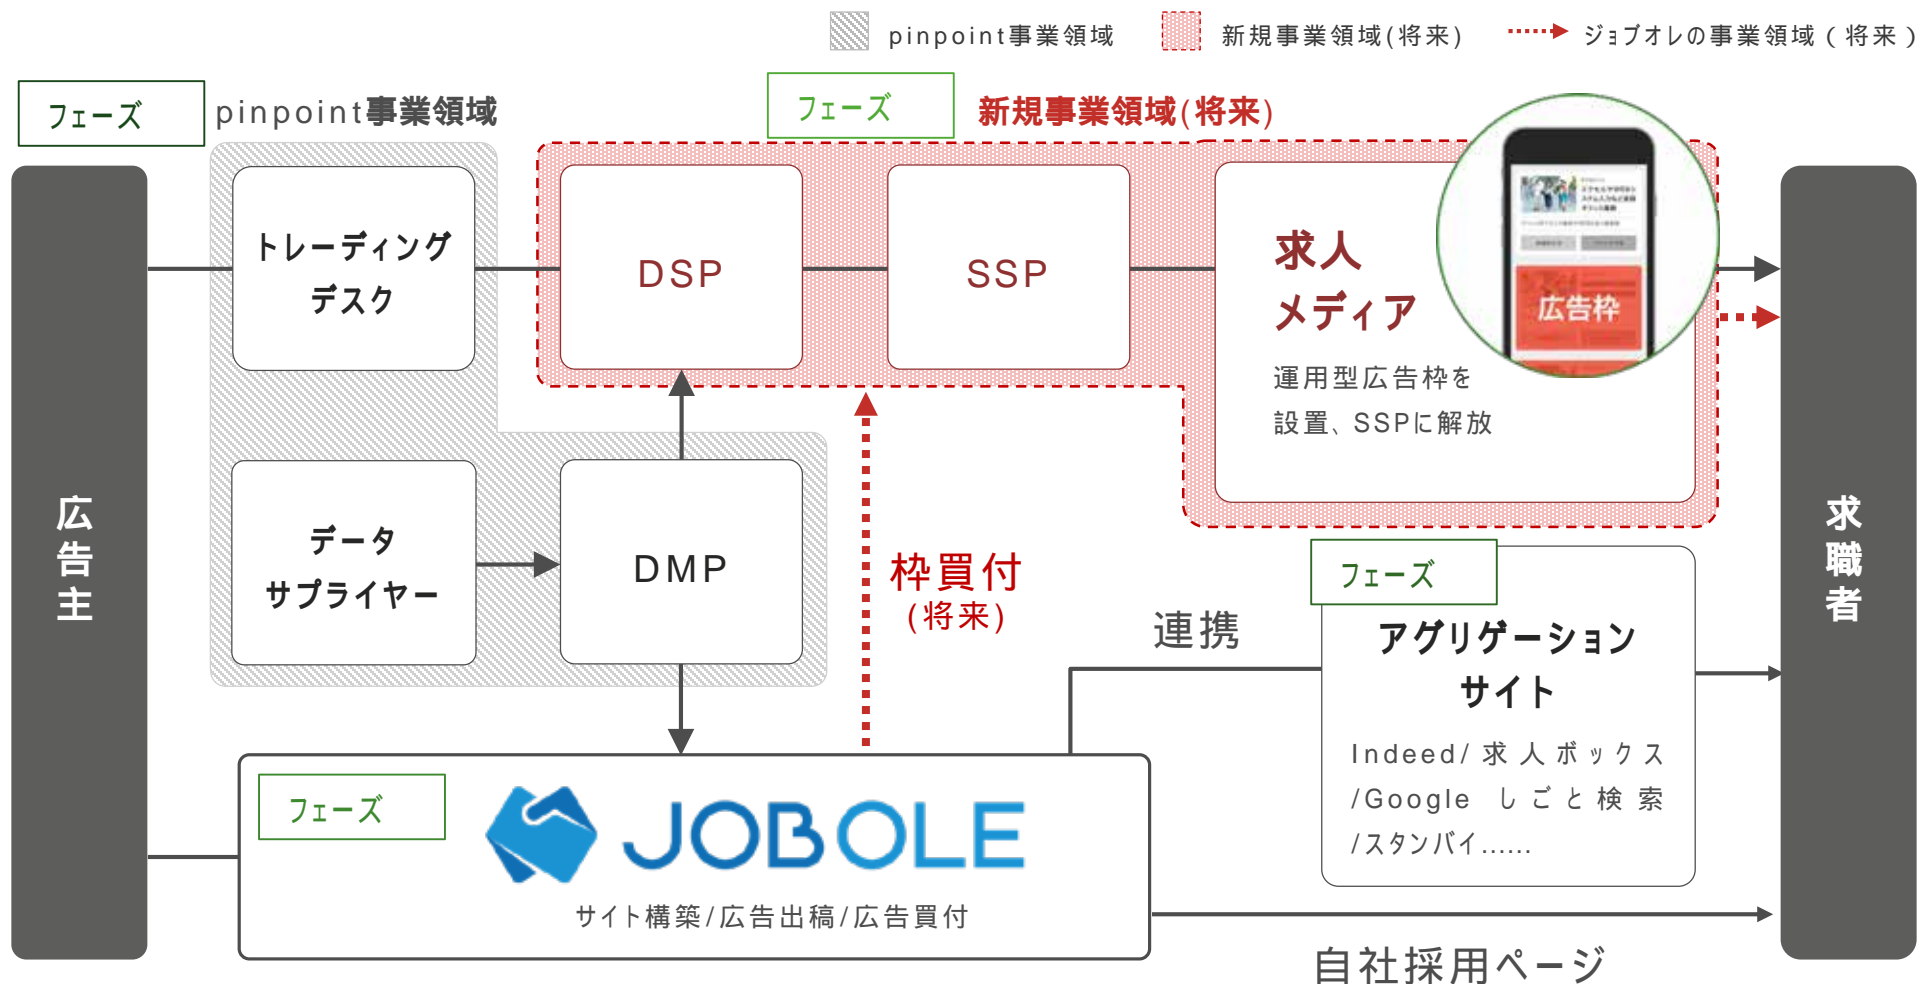 pinpoint事業領域
新規事業領域(将来)
ジョブオレの事業領域(将来)
フェーズ
pinpoint事業領域
フェーズ
新規事業領域(将来)
広告主
トレーディング
デスク
DSP
SSP
求人
メディア
運用型広告枠を
設置、SSPに解放
広告枠
求職者
データ
サプライヤー
DMP
枠買付
(将来)
連携
フェーズ
アグリゲーション
サイト
Indeed/求人ボックス
/Google しごと検索
/スタンバイ......
フェーズ
JOBOLE
サイト構築/広告出稿/広告買付
自社採用ページ